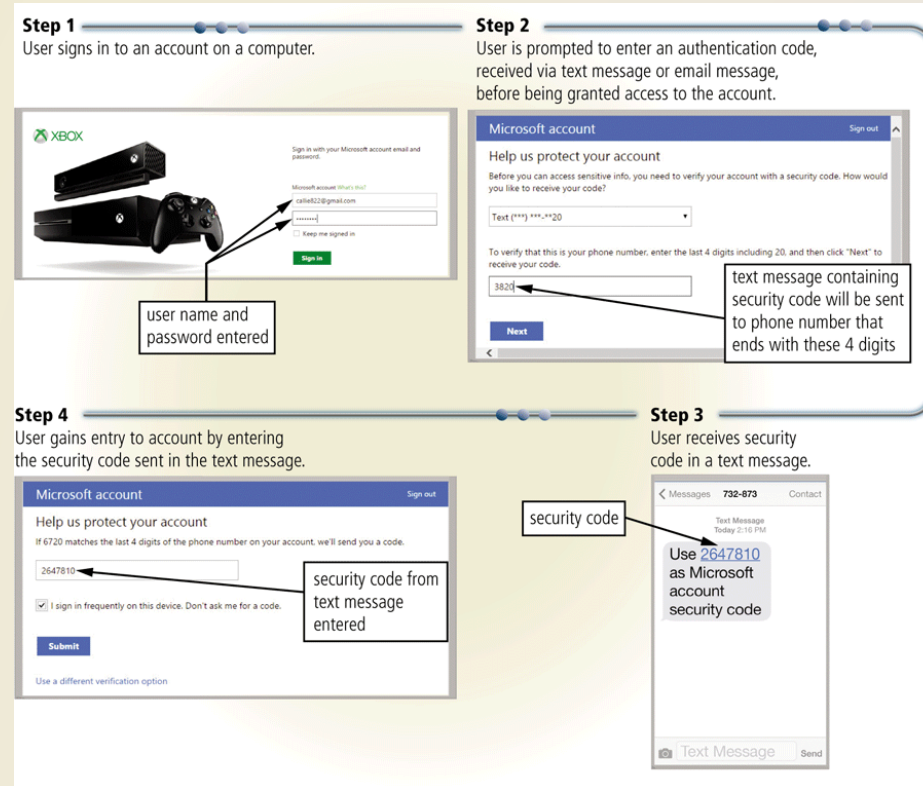 Step 1
User signs in to an account on a computer.
XBOX
Sign in with your Microsoft account email and
password.
Microsoft account What's this?
callie822@gmail.com
••••••••
Keep me signed in
Sign in
user name and
password entered
Step 2
User is prompted to enter an authentication code,
received via text message or email message,
before being granted access to the account.
Microsoft account
Sign out
Help us protect your account
Before you can access sensitive info, you need to verify your account with a security code. How would
you like to receive your code?
Text (***) ***-**20
To verify that this is your phone number, enter the last 4 digits including 20, and then click "Next" to
receive your code.
3820
Next
text message containing
security code will be sent
to phone number that
ends with these 4 digits
Step 3
User receives security
code in a text message.
Messages 732-873 Contact
Text Message
Today 2:16 PM
Use 2647810
as Microsoft
account
security code
Text Message Send
security code
Step 4
User gains entry to account by entering
the security code sent in the text message.
Microsoft account
Sign out
Help us protect your account
If 6720 matches the last 4 digits of the phone number on your account, we'll send you a code.
2647810
I sign in frequently on this device. Don't ask me for a code.
Submit
Use a different verification option
security code from
text message
entered